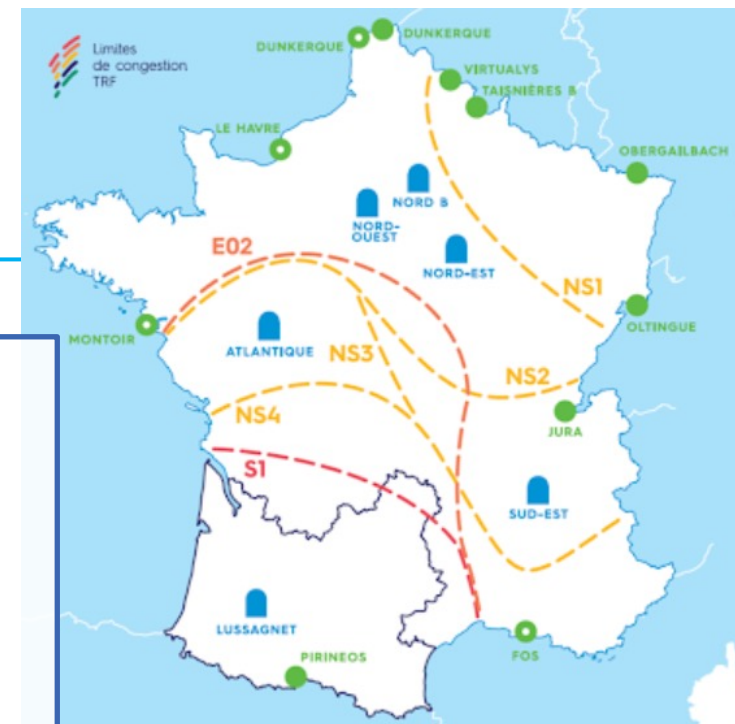 Limites
de congestion
TRF
DUNKERQUE
DUNKERQUE
VIRTUALYS
TAISNIÈRES B
LE HAVRE
OBERGAILBACH
NORD B
NORD-
OUEST
E02
NORD-EST
NS1
MONTOIR
OLTINGUE
ATLANTIQUE
NS3
NS2
NS4
JURA
S1
SUD-EST
LUSSAGNET
PIRINEOS
FOS